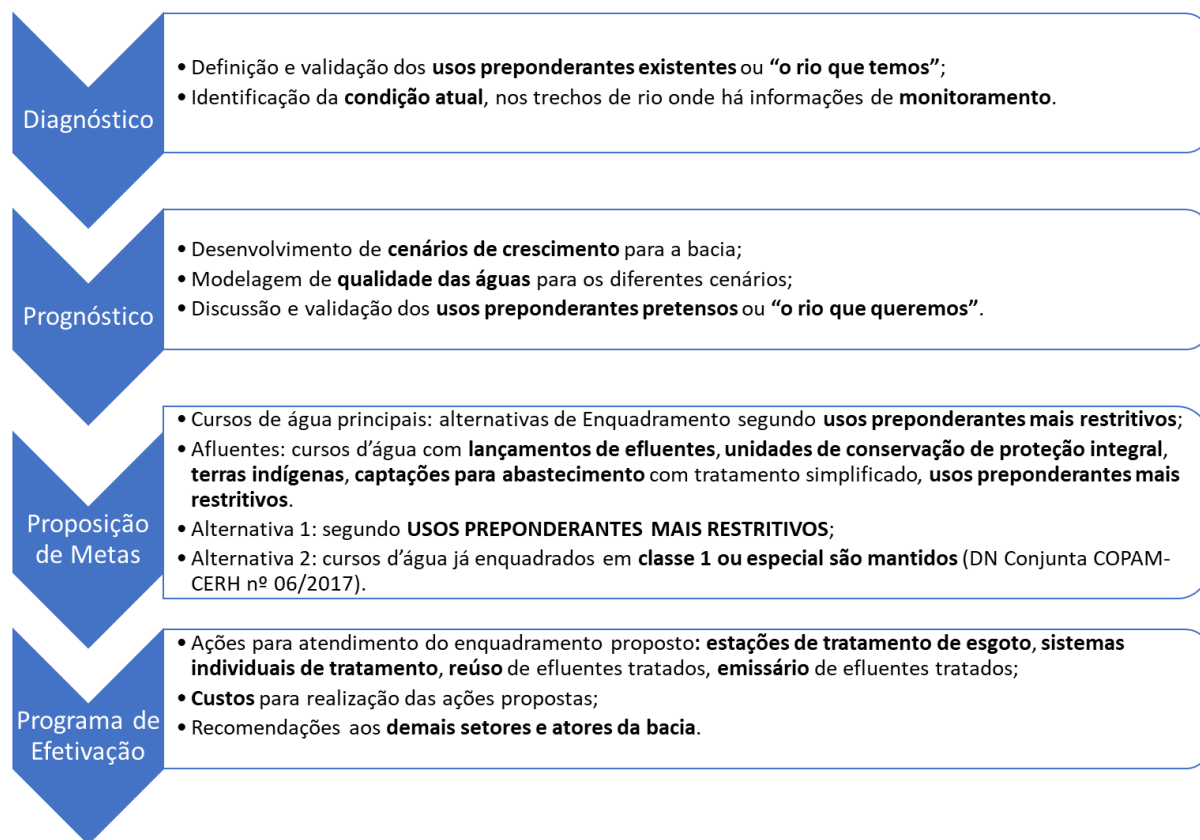 Diagnóstico
• Definição e validação dos usos preponderantes existentes ou “o rio que temos”;
• Identificação da condição atual, nos trechos de rio onde há informações de monitoramento.
Prognóstico
• Desenvolvimento de cenários de crescimento para a bacia;
• Modelagem de qualidade das águas para os diferentes cenários;
• Discussão e validação dos usos preponderantes pretensos ou “o rio que queremos”.
Proposição
de Metas
• Cursos de água principais: alternativas de Enquadramento segundo usos preponderantes mais restritivos;
• Afluentes: cursos d’água com lançamentos de efluentes, unidades de conservação de proteção integral,
terras indígenas, captações para abastecimento com tratamento simplificado, usos preponderantes mais
restritivos.
• Alternativa 1: segundo USOS PREPONDERANTES MAIS RESTRITIVOS;
• Alternativa 2: cursos d’água já enquadrados em classe 1 ou especial são mantidos (DN Conjunta COPAM-
CERH nº 06/2017).
Programa de
Efetivação
• Ações para atendimento do enquadramento proposto: estações de tratamento de esgoto, sistemas
individuais de tratamento, reúso de efluentes tratados, emissário de efluentes tratados;
• Custos para realização das ações propostas;
• Recomendações aos demais setores e atores da bacia.